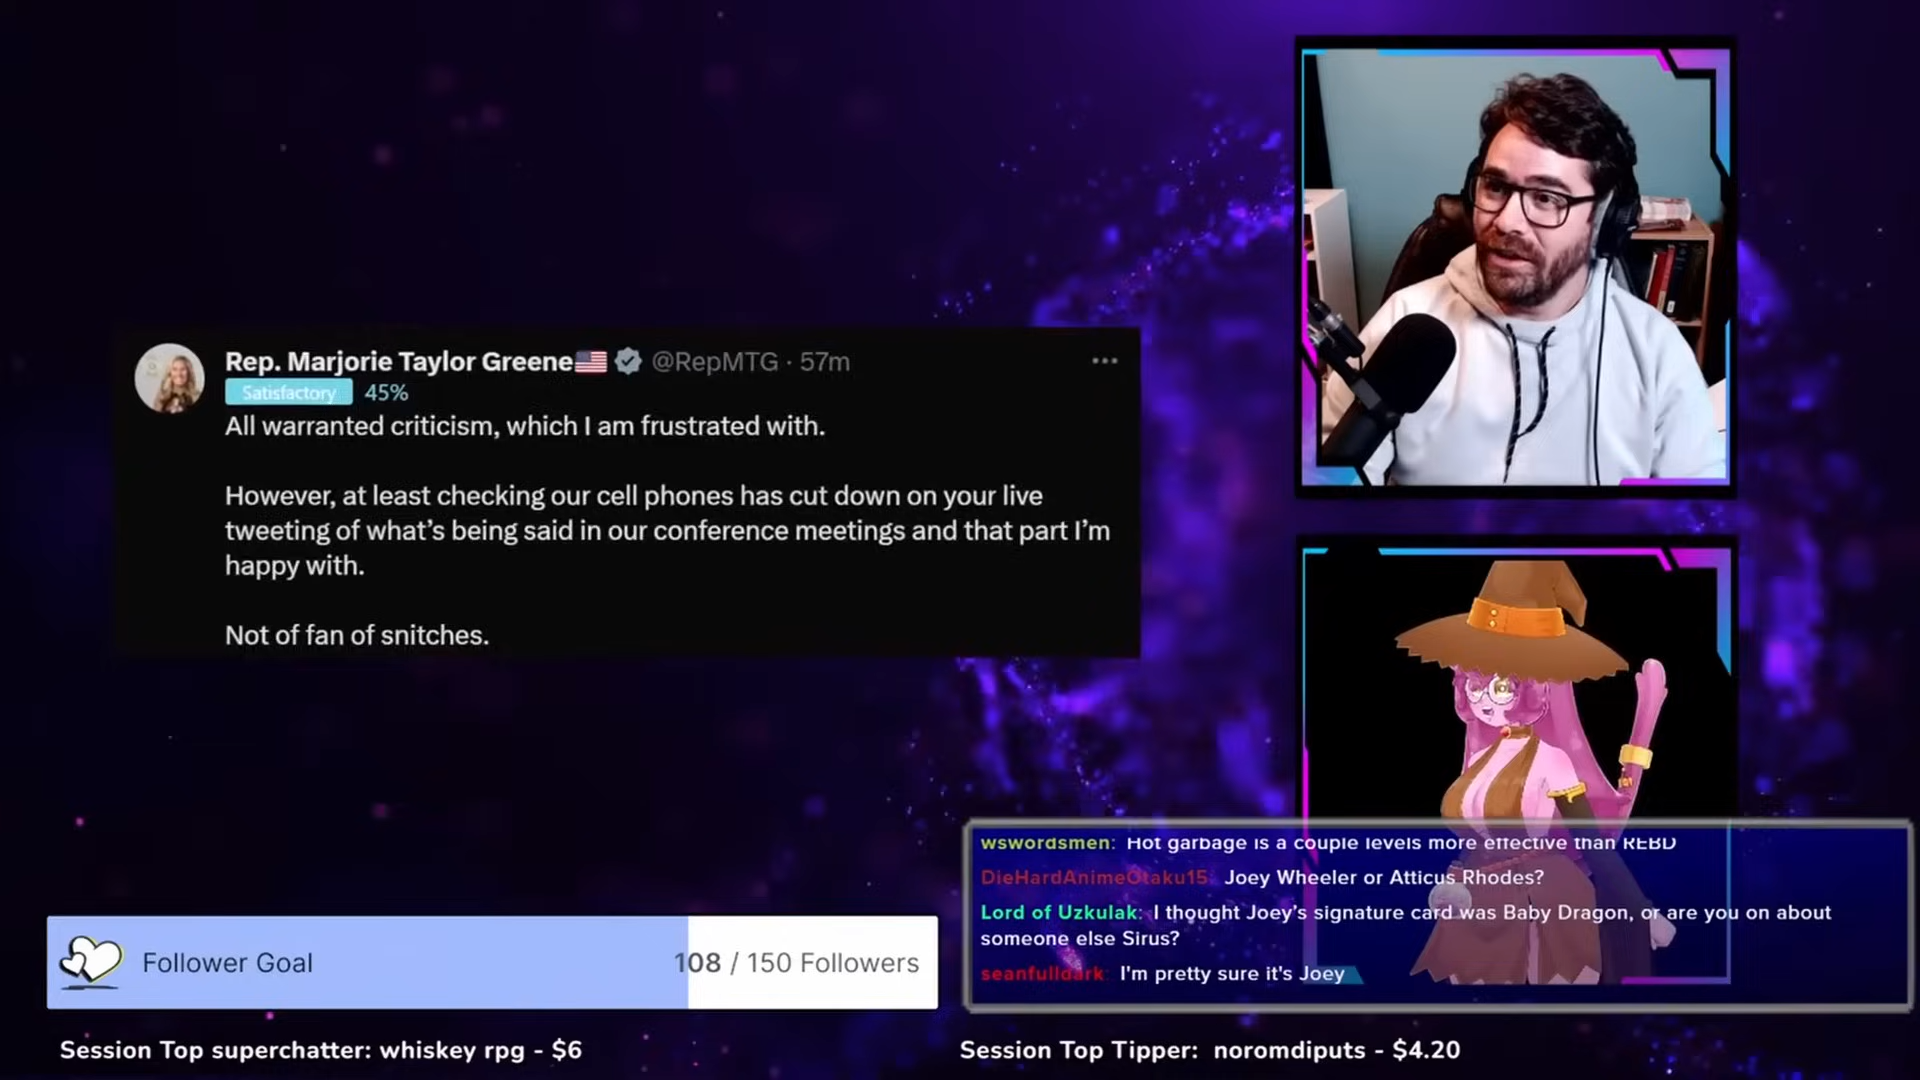 Rep. Marjorie Taylor Greene🇺🇸 @RepMTG · 57m
Satisfactory 45%
All warranted criticism, which I am frustrated with.
However, at least checking our cell phones has cut down on your live
tweeting of what's being said in our conference meetings and that part I'm
happy with.
Not of fan of snitches.
wswordsmen: Hot garbage is a couple levels more effective than REBD
DieHardAnimeOtaku15: Joey Wheeler or Atticus Rhodes?
Lord of Uzkulak: I thought Joey's signature card was Baby Dragon, or are you on about
someone else Sirus?
seanfulldark: I'm pretty sure it's Joey
Follower Goal 108 / 150 Followers
Session Top superchatter: whiskey rpg - $6
Session Top Tipper: noromdiputs - $4.20